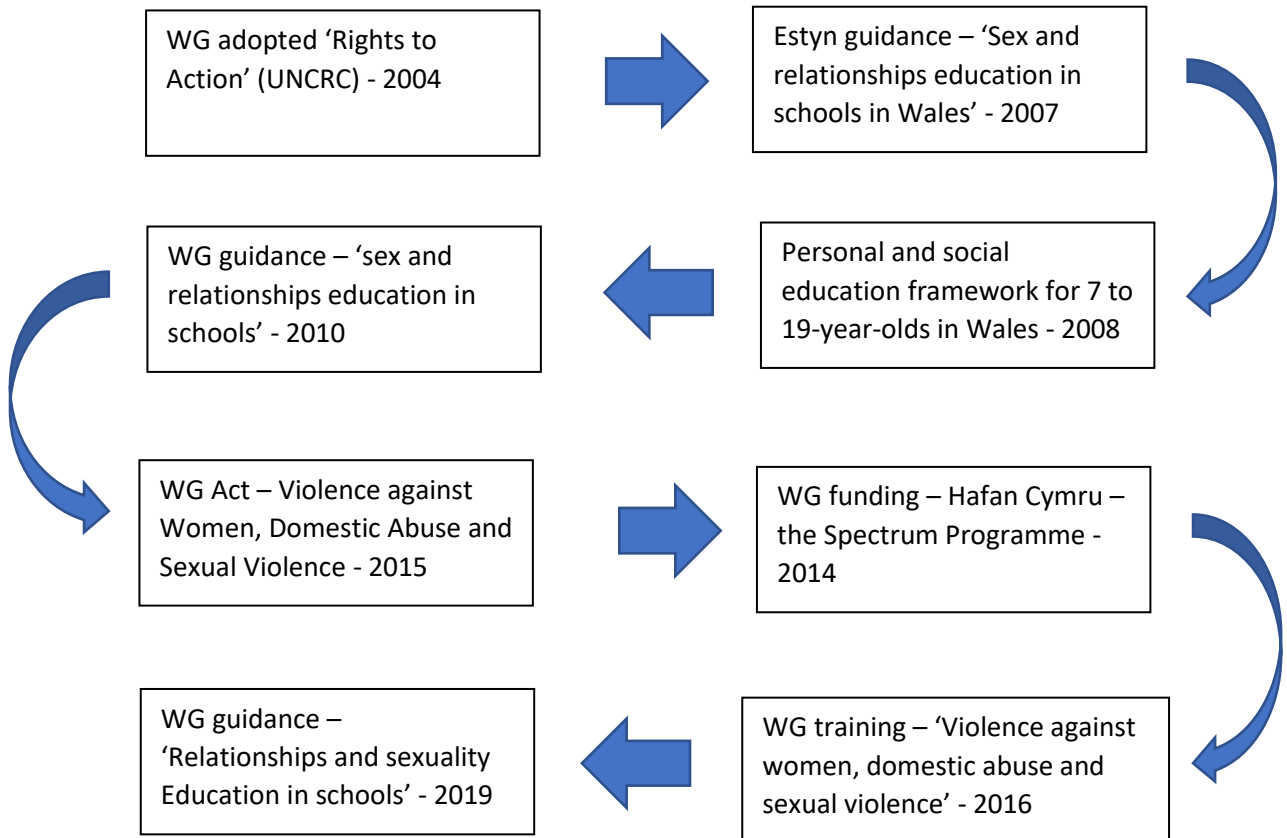 WG adopted ‘Rights to
Action’ (UNCRC) - 2004
Estyn guidance – ‘Sex and
relationships education in
schools in Wales’ - 2007
Personal and social
education framework for 7 to
19-year-olds in Wales - 2008
WG guidance – ‘sex and
relationships education in
schools’ - 2010
WG Act – Violence against
Women, Domestic Abuse and
Sexual Violence - 2015
WG funding – Hafan Cymru –
the Spectrum Programme -
2014
WG training – ‘Violence against
women, domestic abuse and
sexual violence’ - 2016
WG guidance –
‘Relationships and sexuality
Education in schools’ - 2019